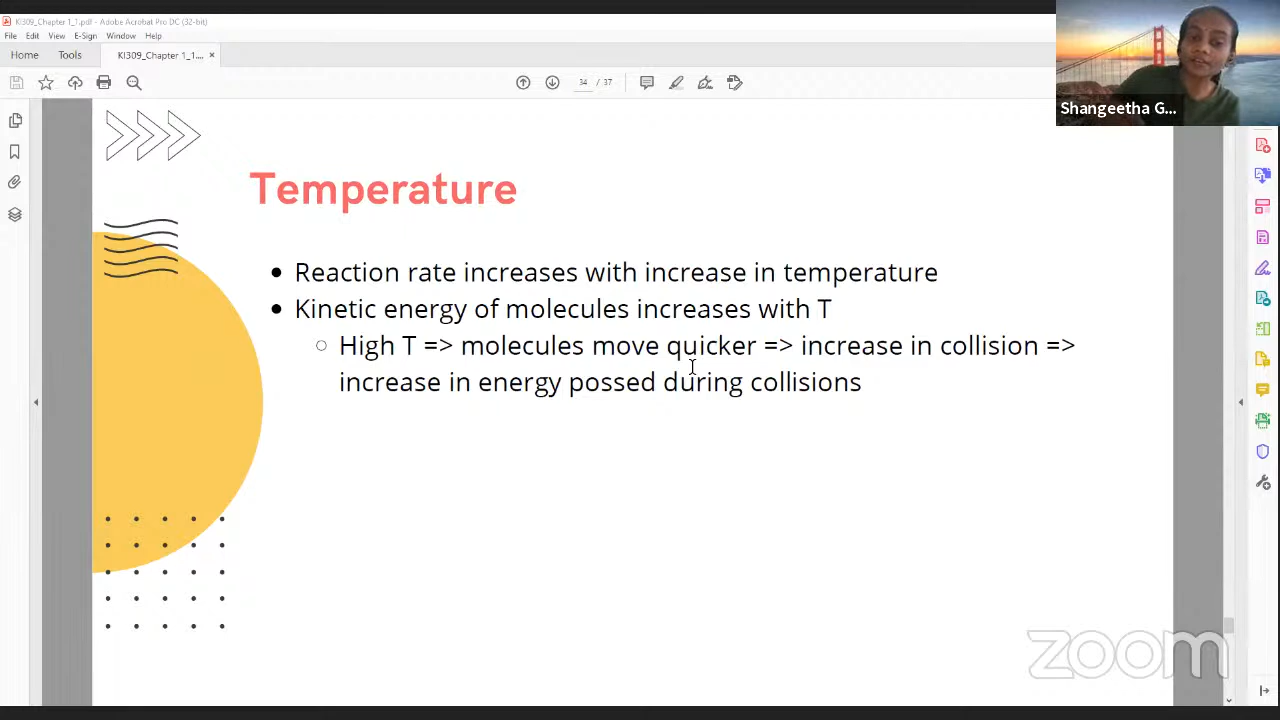 KI309_Chapter 1_1.pdf - Adobe Acrobat Pro DC (32-bit)
File Edit View E-Sign Window Help
Home Tools KI309_Chapter 1_1.... ×
34 / 37
Shangeetha G...
Temperature
• Reaction rate increases with increase in temperature
• Kinetic energy of molecules increases with T
○ High T => molecules move quicker => increase in collision =>
increase in energy possed during collisions
zoom